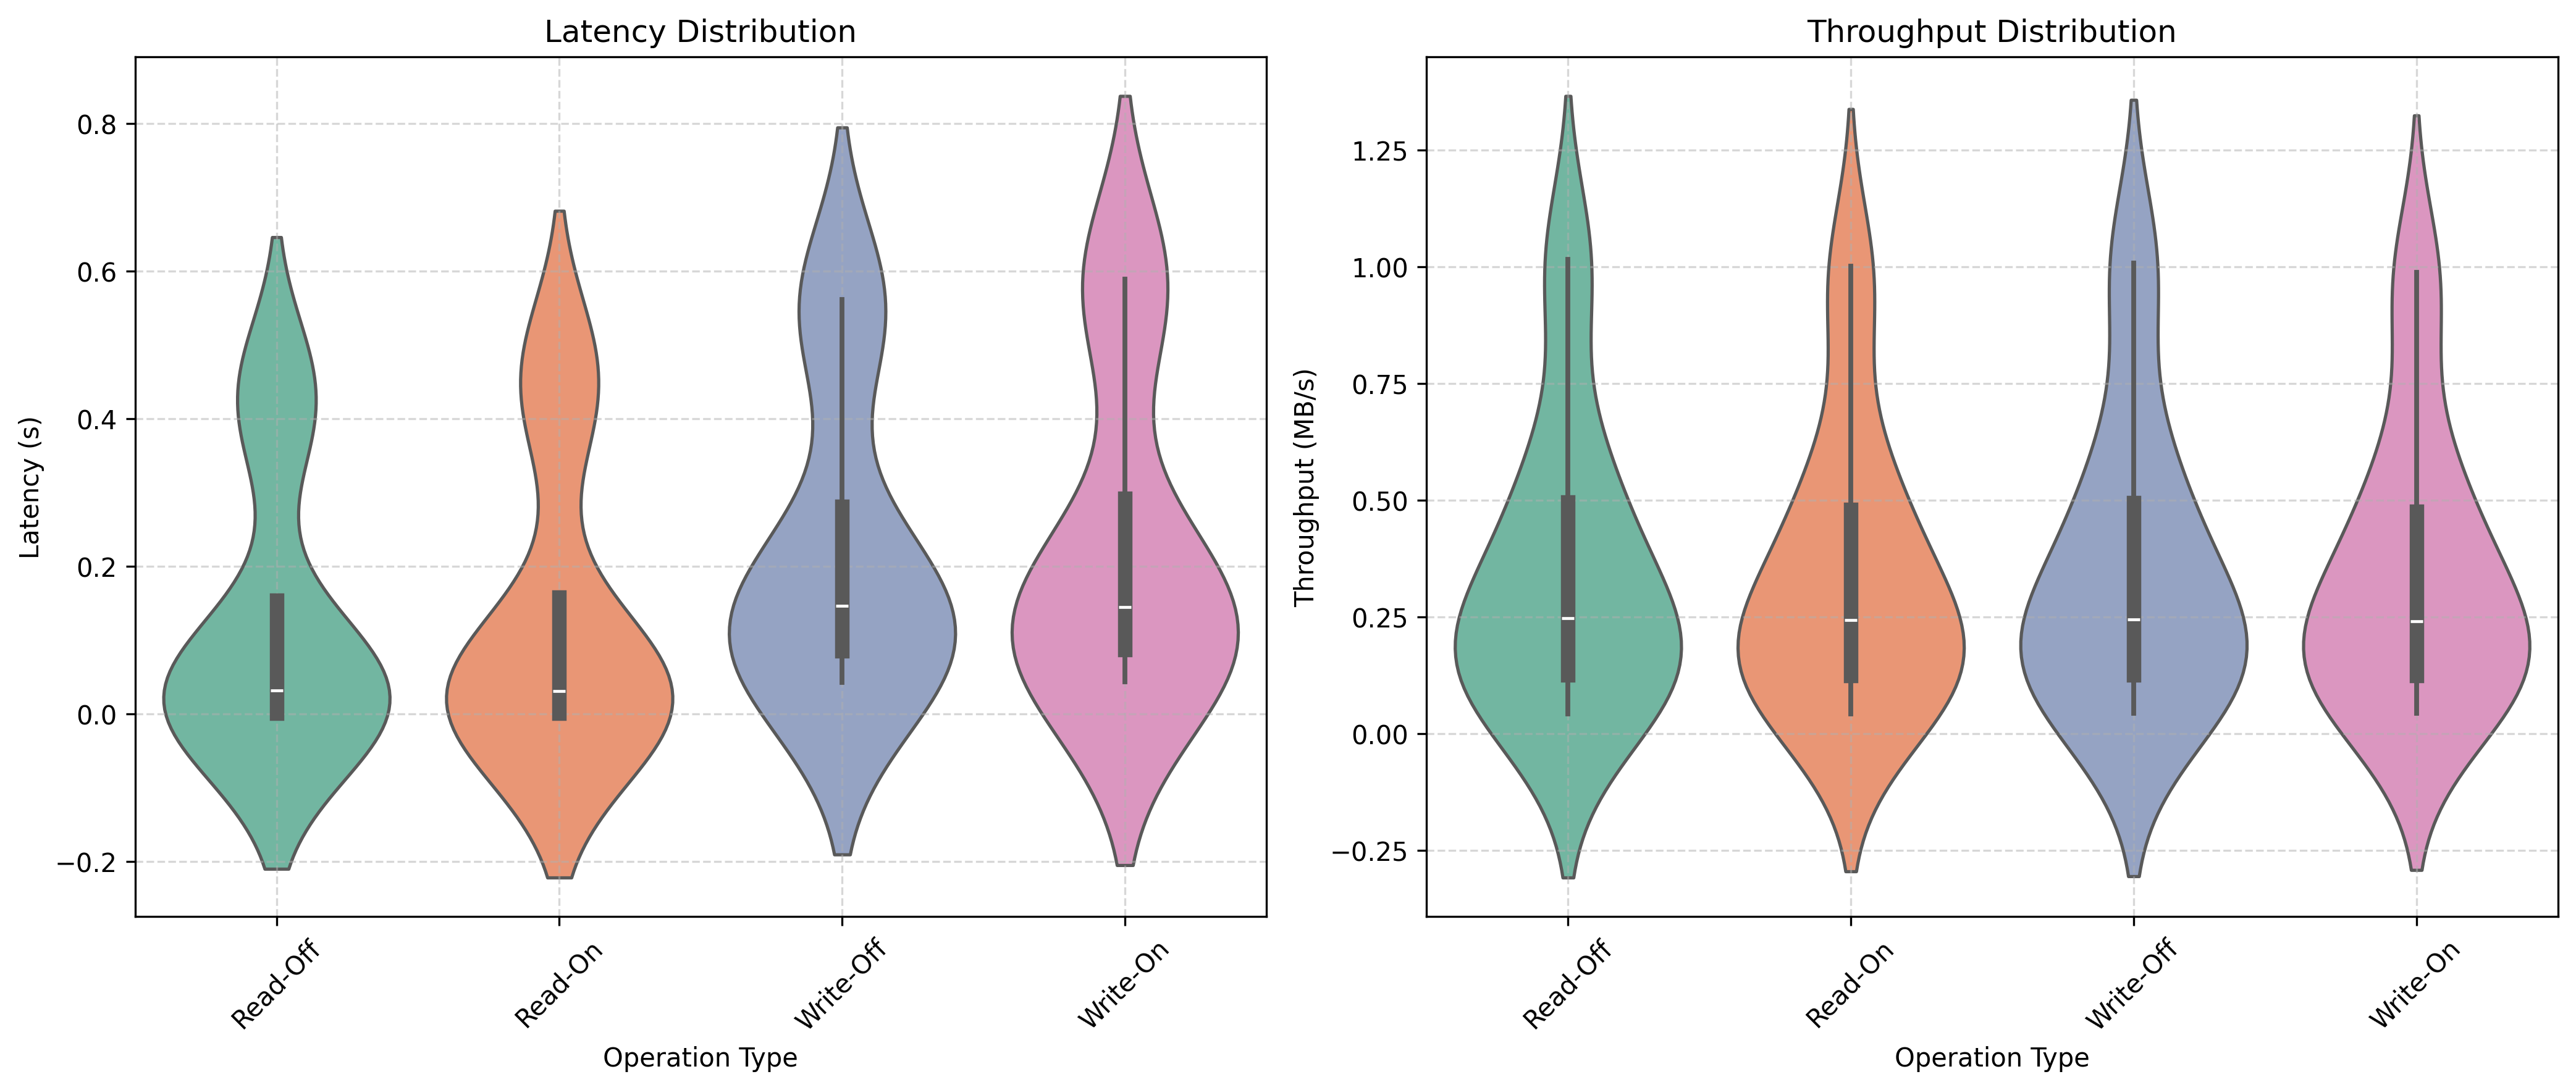 Latency Distribution
Latency (s)
0.8
0.6
0.4
0.2
0.0
−0.2
Read-Off
Read-On
Write-Off
Write-On
Operation Type
Throughput Distribution
Throughput (MB/s)
1.25
1.00
0.75
0.50
0.25
0.00
−0.25
Read-Off
Read-On
Write-Off
Write-On
Operation Type